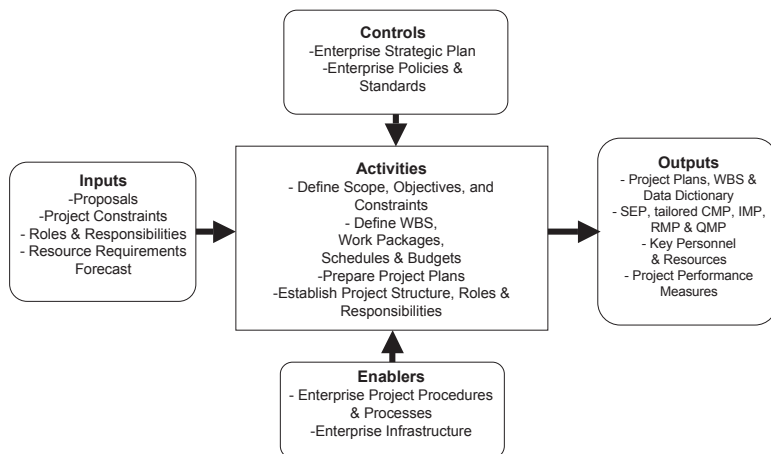 Controls
-Enterprise Strategic Plan
-Enterprise Policies &
Standards
Inputs
-Proposals
-Project Constraints
- Roles & Responsibilities
- Resource Requirements
Forecast
Activities
- Define Scope, Objectives, and
Constraints
- Define WBS,
Work Packages,
Schedules & Budgets
-Prepare Project Plans
-Establish Project Structure, Roles &
Responsibilities
Outputs
- Project Plans, WBS &
Data Dictionary
- SEP, tailored CMP, IMP,
RMP & QMP
- Key Personnel
& Resources
- Project Performance
Measures
Enablers
- Enterprise Project Procedures
& Processes
-Enterprise Infrastructure